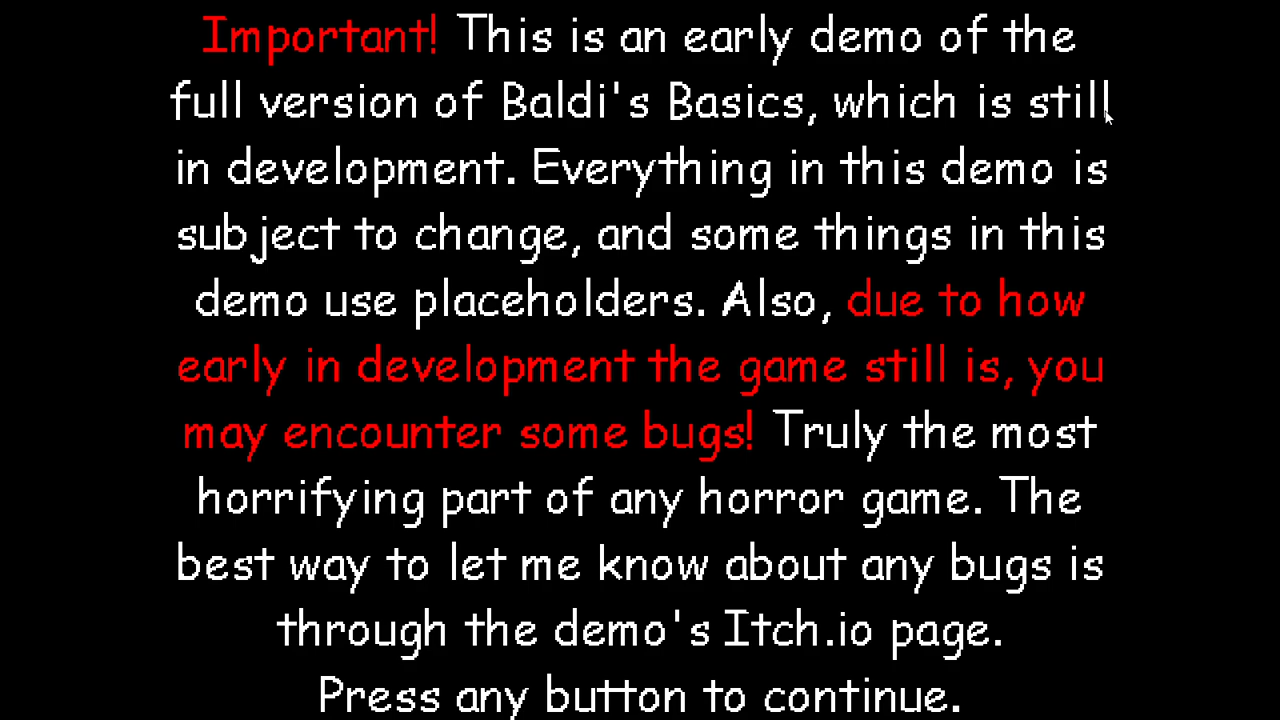 Important! This is an early demo of the
full version of Baldi's Basics, which is still
in development. Everything in this demo is
subject to change, and some things in this
demo use placeholders. Also, due to how
early in development the game still is, you
may encounter some bugs! Truly the most
horrifying part of any horror game. The
best way to let me know about any bugs is
through the demo's Itch.io page.
Press any button to continue.